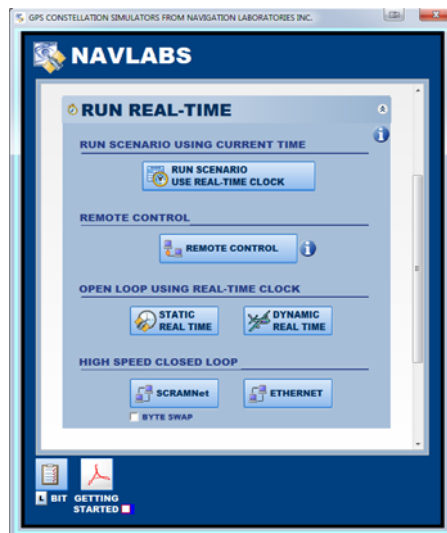 GPS CONSTELLATION SIMULATORS FROM NAVIGATION LABORATORIES INC.
NAVLABS
RUN REAL-TIME
RUN SCENARIO USING CURRENT TIME
RUN SCENARIO
USE REAL-TIME CLOCK
REMOTE CONTROL
REMOTE CONTROL
OPEN LOOP USING REAL-TIME CLOCK
STATIC
REAL TIME
DYNAMIC
REAL TIME
HIGH SPEED CLOSED LOOP
SCRAMNet
ETHERNET
BYTE SWAP
L BIT
GETTING
STARTED